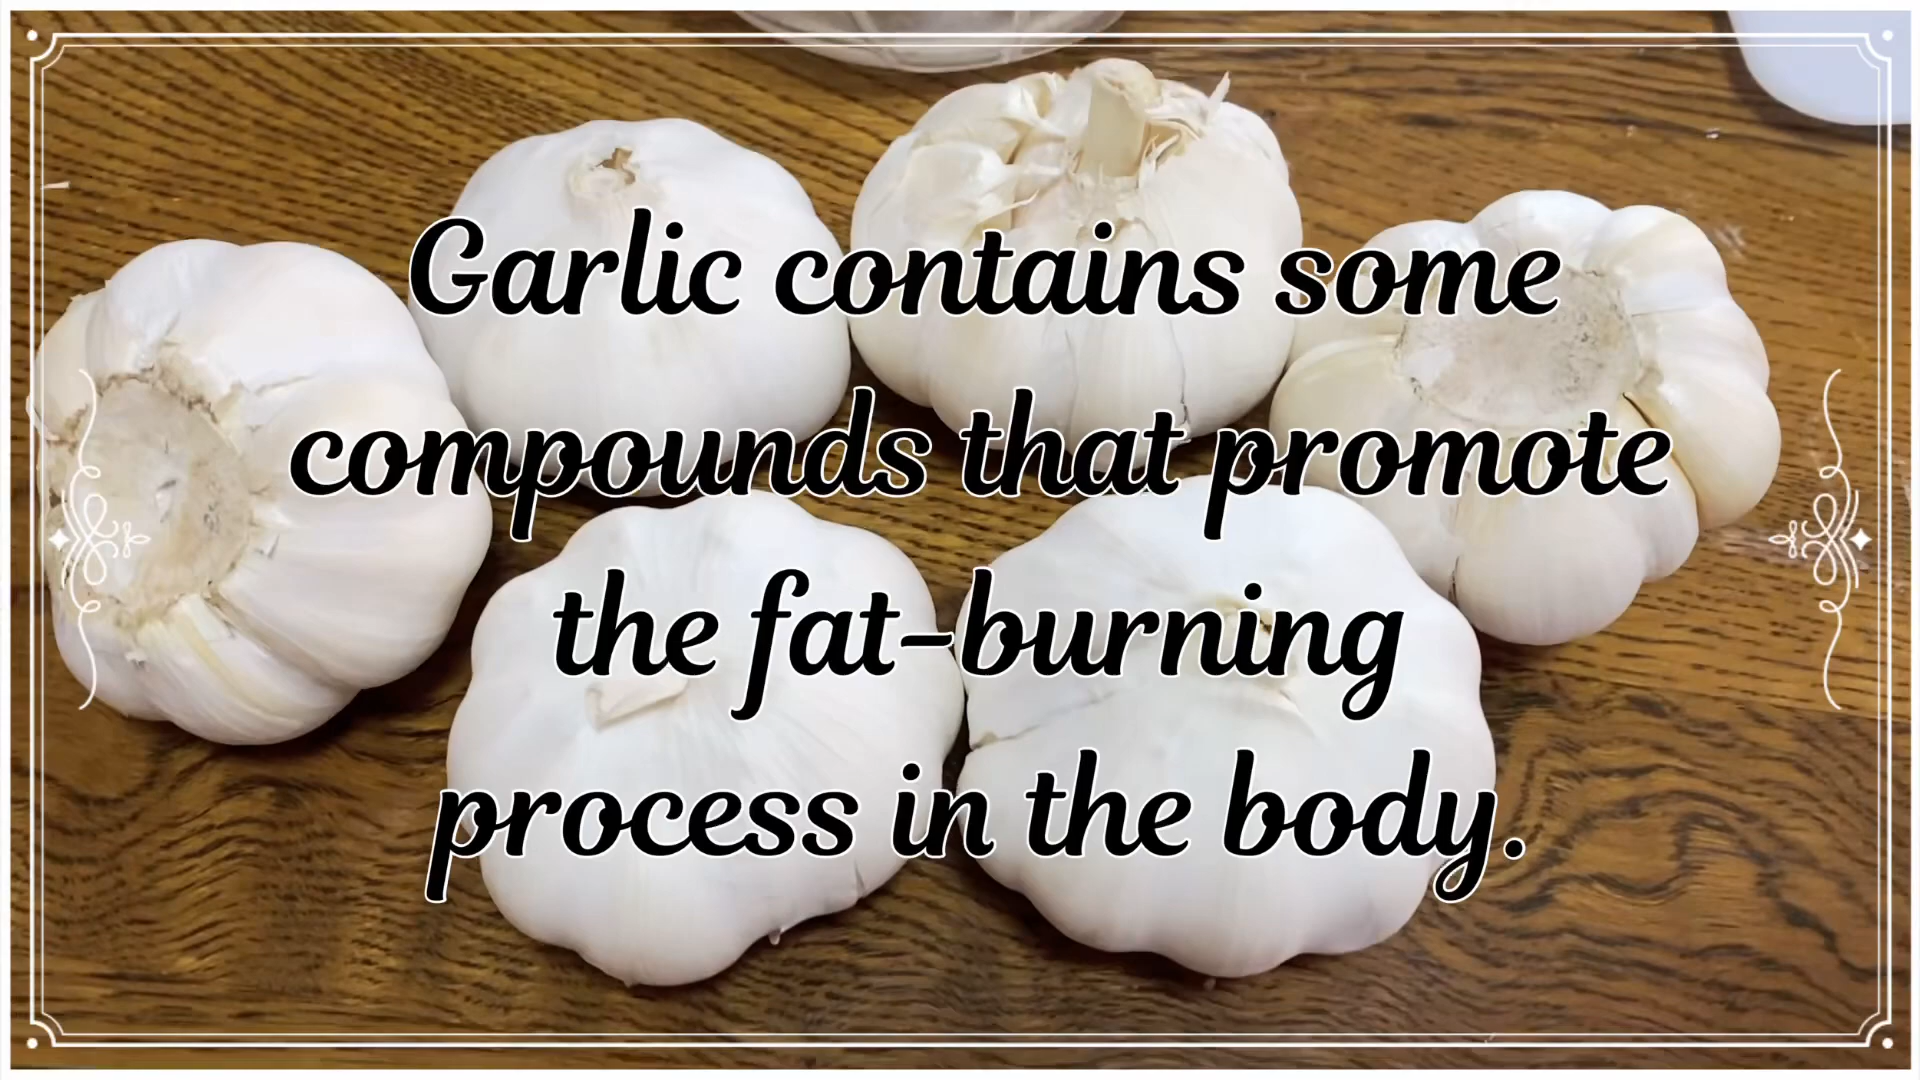 Garlic contains some
compounds that promote
the fat-burning
process in the body.